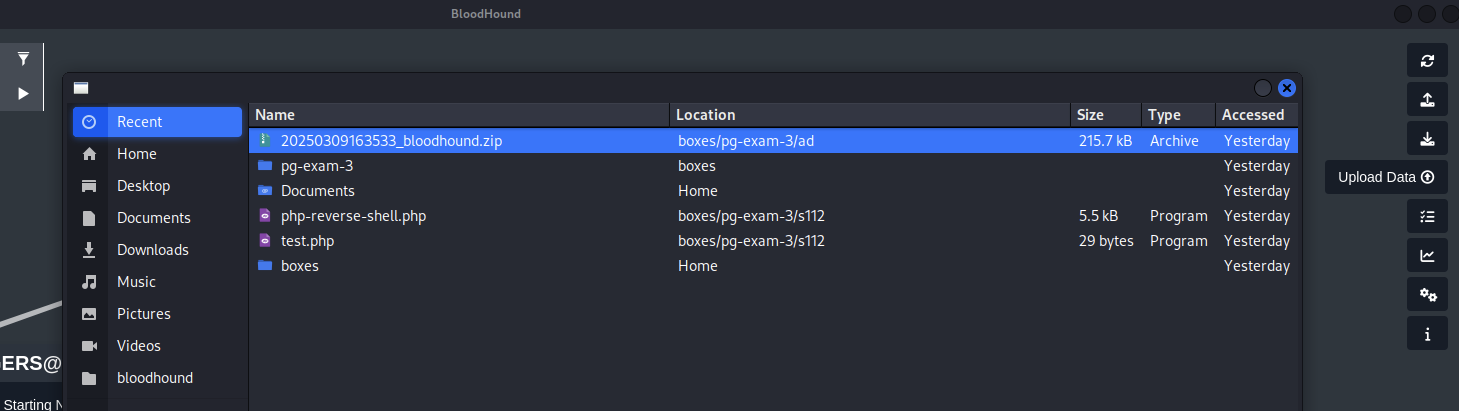 BloodHound
Name Location Size Type Accessed
Recent
Home
Desktop
Documents
Downloads
Music
Pictures
Videos
bloodhound
20250309163533_bloodhound.zip boxes/pg-exam-3/ad 215.7 kB Archive Yesterday
pg-exam-3 boxes Yesterday
Documents Home Yesterday
php-reverse-shell.php boxes/pg-exam-3/s112 5.5 kB Program Yesterday
test.php boxes/pg-exam-3/s112 29 bytes Program Yesterday
boxes Home Yesterday
Upload Data
GERS@
Starting N